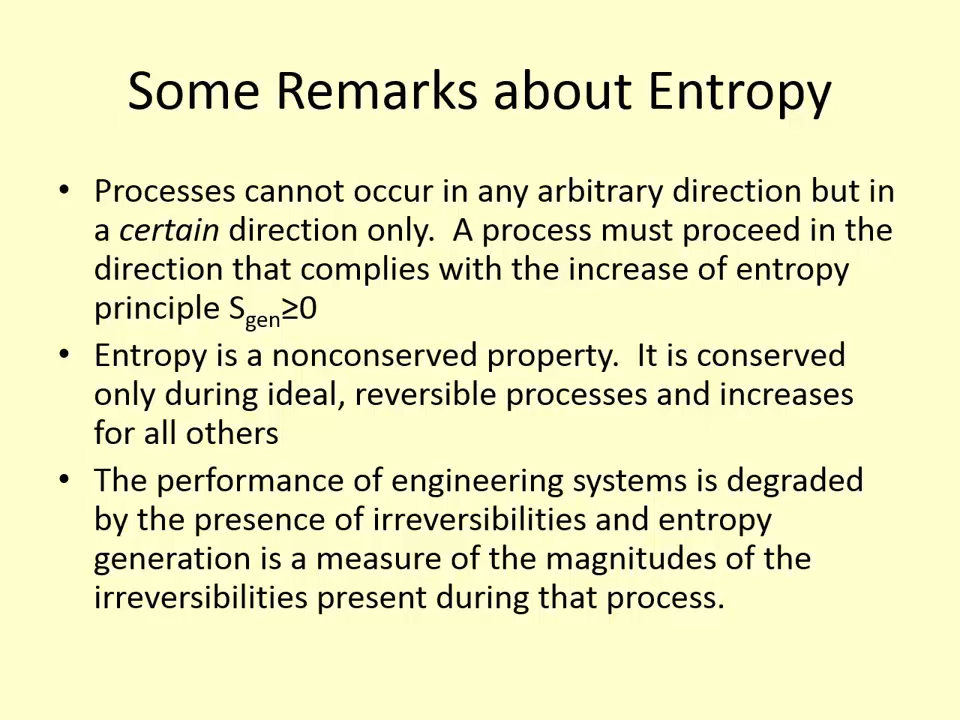 Some Remarks about Entropy
• Processes cannot occur in any arbitrary direction but in
a certain direction only.  A process must proceed in the
direction that complies with the increase of entropy
principle Sgen≥0
• Entropy is a nonconserved property.  It is conserved
only during ideal, reversible processes and increases
for all others
• The performance of engineering systems is degraded
by the presence of irreversibilities and entropy
generation is a measure of the magnitudes of the
irreversibilities present during that process.